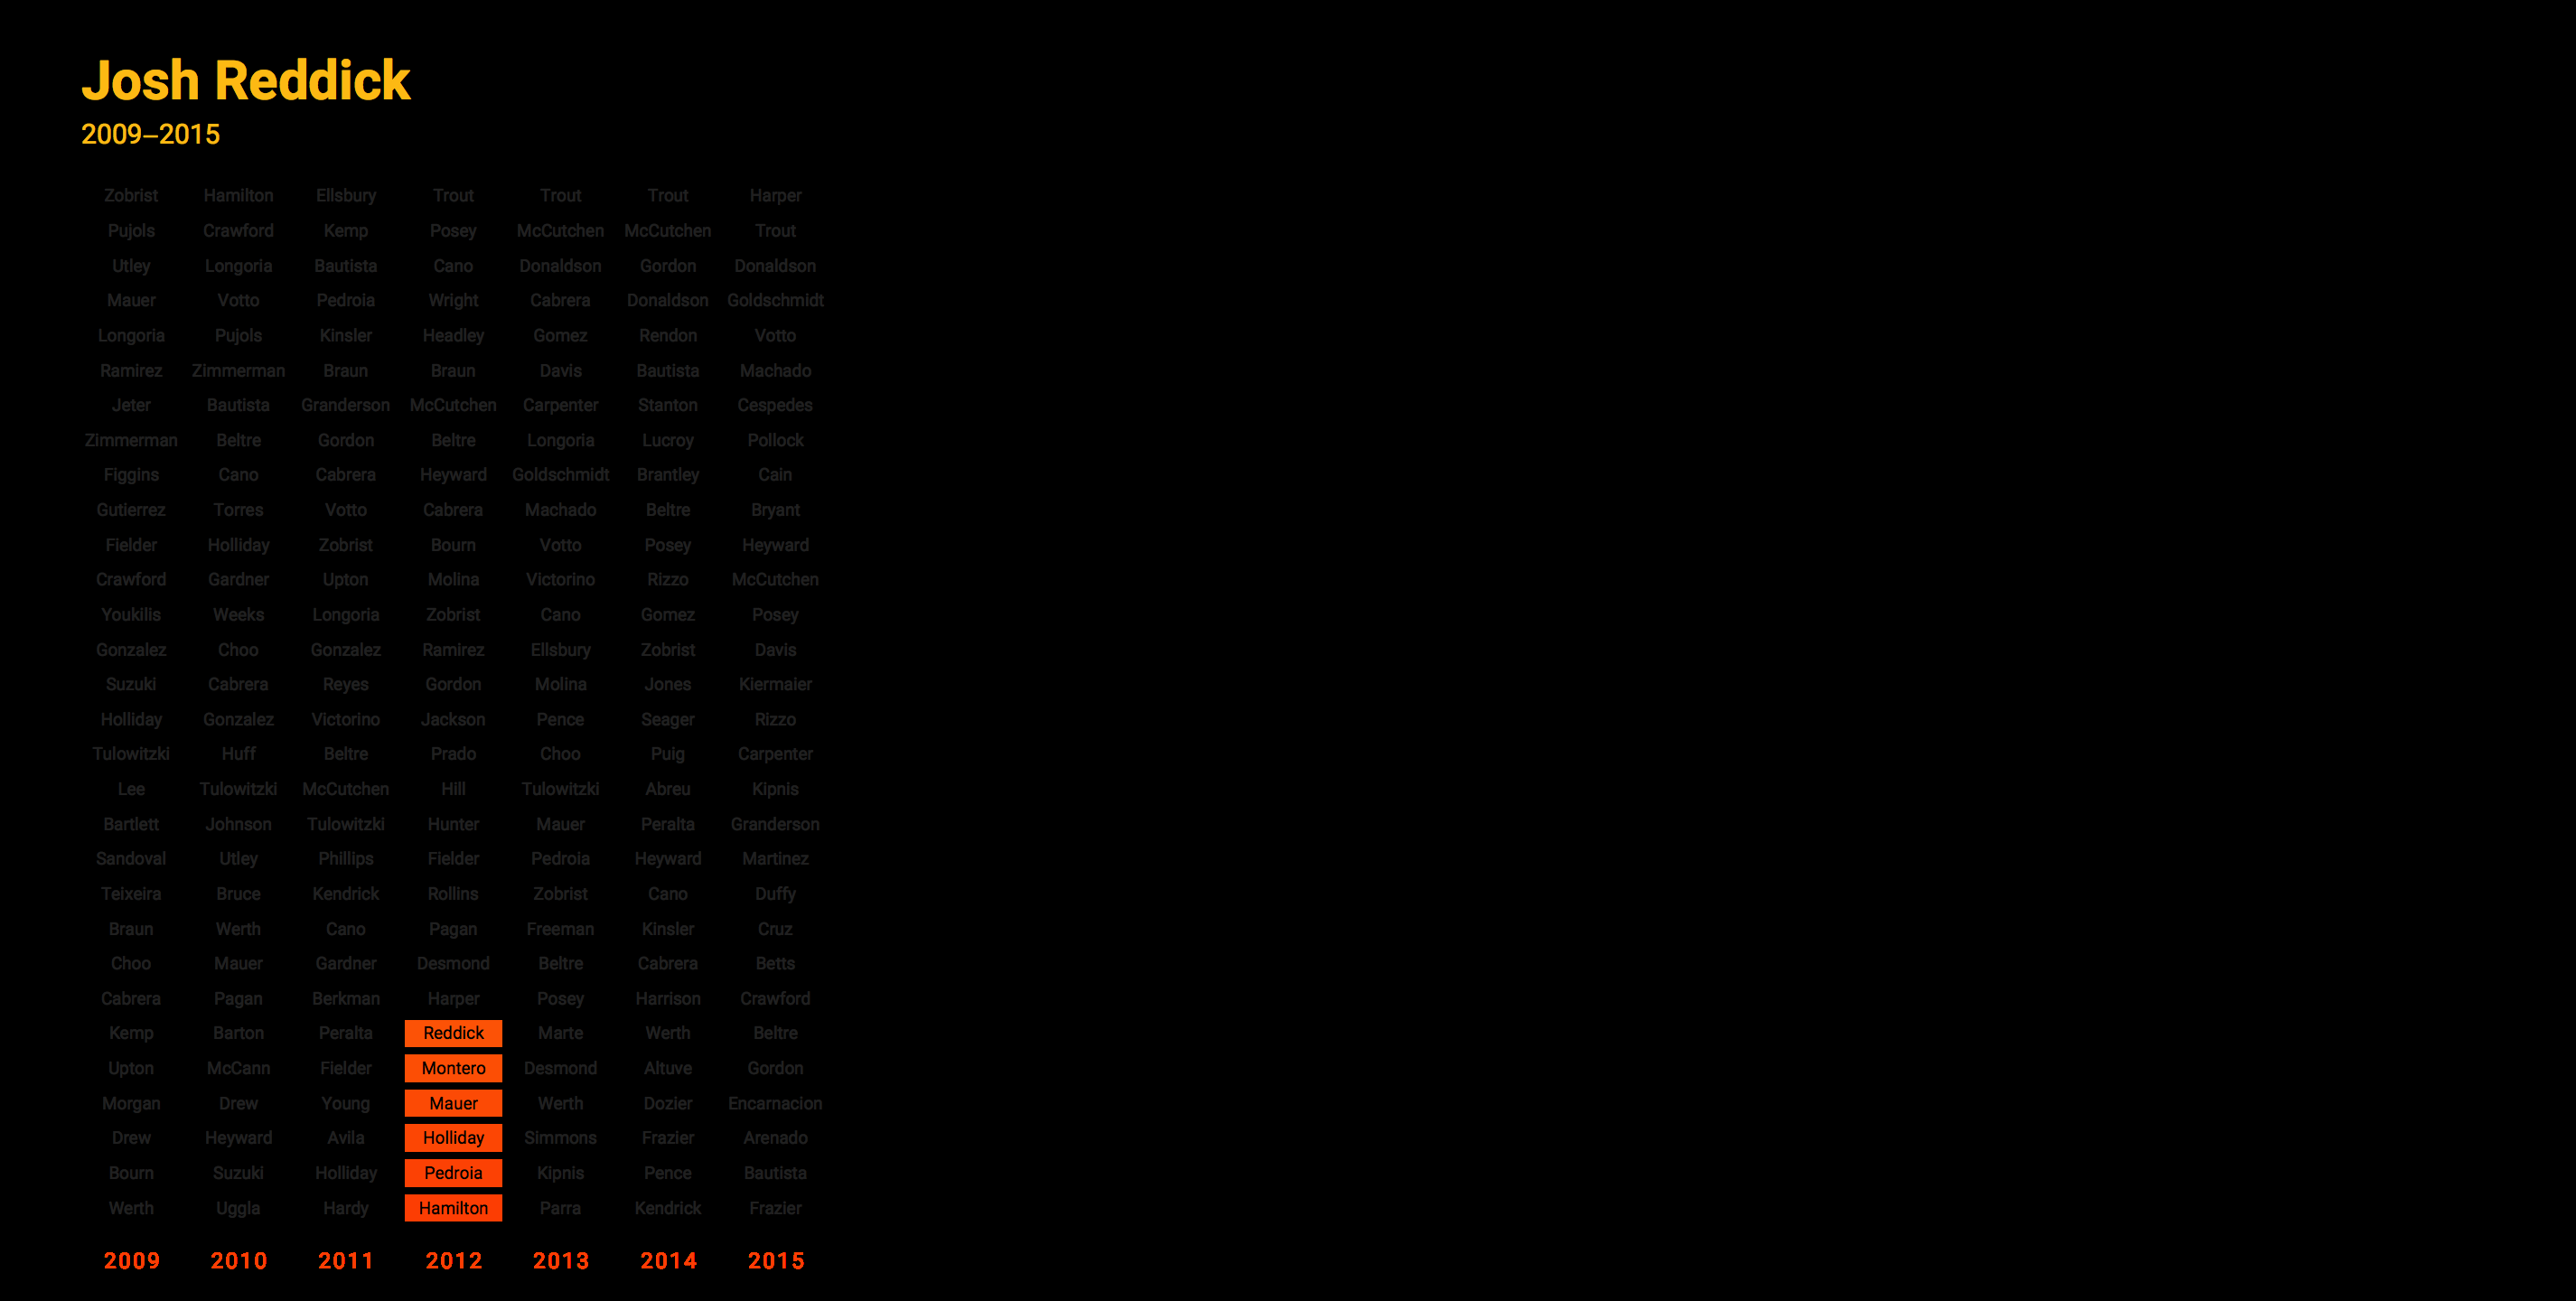 Josh Reddick
2009–2015
Zobrist Hamilton Ellsbury Trout Trout Trout Harper
Pujols Crawford Kemp Posey McCutchen McCutchen Trout
Utley Longoria Bautista Cano Donaldson Gordon Donaldson
Mauer Votto Pedroia Wright Cabrera Donaldson Goldschmidt
Longoria Pujols Kinsler Headley Gomez Rendon Votto
Ramirez Zimmerman Braun Braun Davis Bautista Machado
Jeter Bautista Granderson McCutchen Carpenter Stanton Cespedes
Zimmerman Beltre Gordon Beltre Longoria Lucroy Pollock
Figgins Cano Cabrera Heyward Goldschmidt Brantley Cain
Gutierrez Torres Votto Cabrera Machado Beltre Bryant
Fielder Holliday Zobrist Bourn Votto Posey Heyward
Crawford Gardner Upton Molina Victorino Rizzo McCutchen
Youkilis Weeks Longoria Zobrist Cano Gomez Posey
Gonzalez Choo Gonzalez Ramirez Ellsbury Zobrist Davis
Suzuki Cabrera Reyes Gordon Molina Jones Kiermaier
Holliday Gonzalez Victorino Jackson Pence Seager Rizzo
Tulowitzki Huff Beltre Prado Choo Puig Carpenter
Lee Tulowitzki McCutchen Hill Tulowitzki Abreu Kipnis
Bartlett Johnson Tulowitzki Hunter Mauer Peralta Granderson
Sandoval Utley Phillips Fielder Pedroia Heyward Martinez
Teixeira Bruce Kendrick Rollins Zobrist Cano Duffy
Braun Werth Cano Pagan Freeman Kinsler Cruz
Choo Mauer Gardner Desmond Beltre Cabrera Betts
Cabrera Pagan Berkman Harper Posey Harrison Crawford
Kemp Barton Peralta Reddick Marte Werth Beltre
Upton McCann Fielder Montero Desmond Altuve Gordon
Morgan Drew Young Mauer Werth Dozier Encarnacion
Drew Heyward Avila Holliday Simmons Frazier Arenado
Bourn Suzuki Holliday Pedroia Kipnis Pence Bautista
Werth Uggla Hardy Hamilton Parra Kendrick Frazier
2009 2010 2011 2012 2013 2014 2015